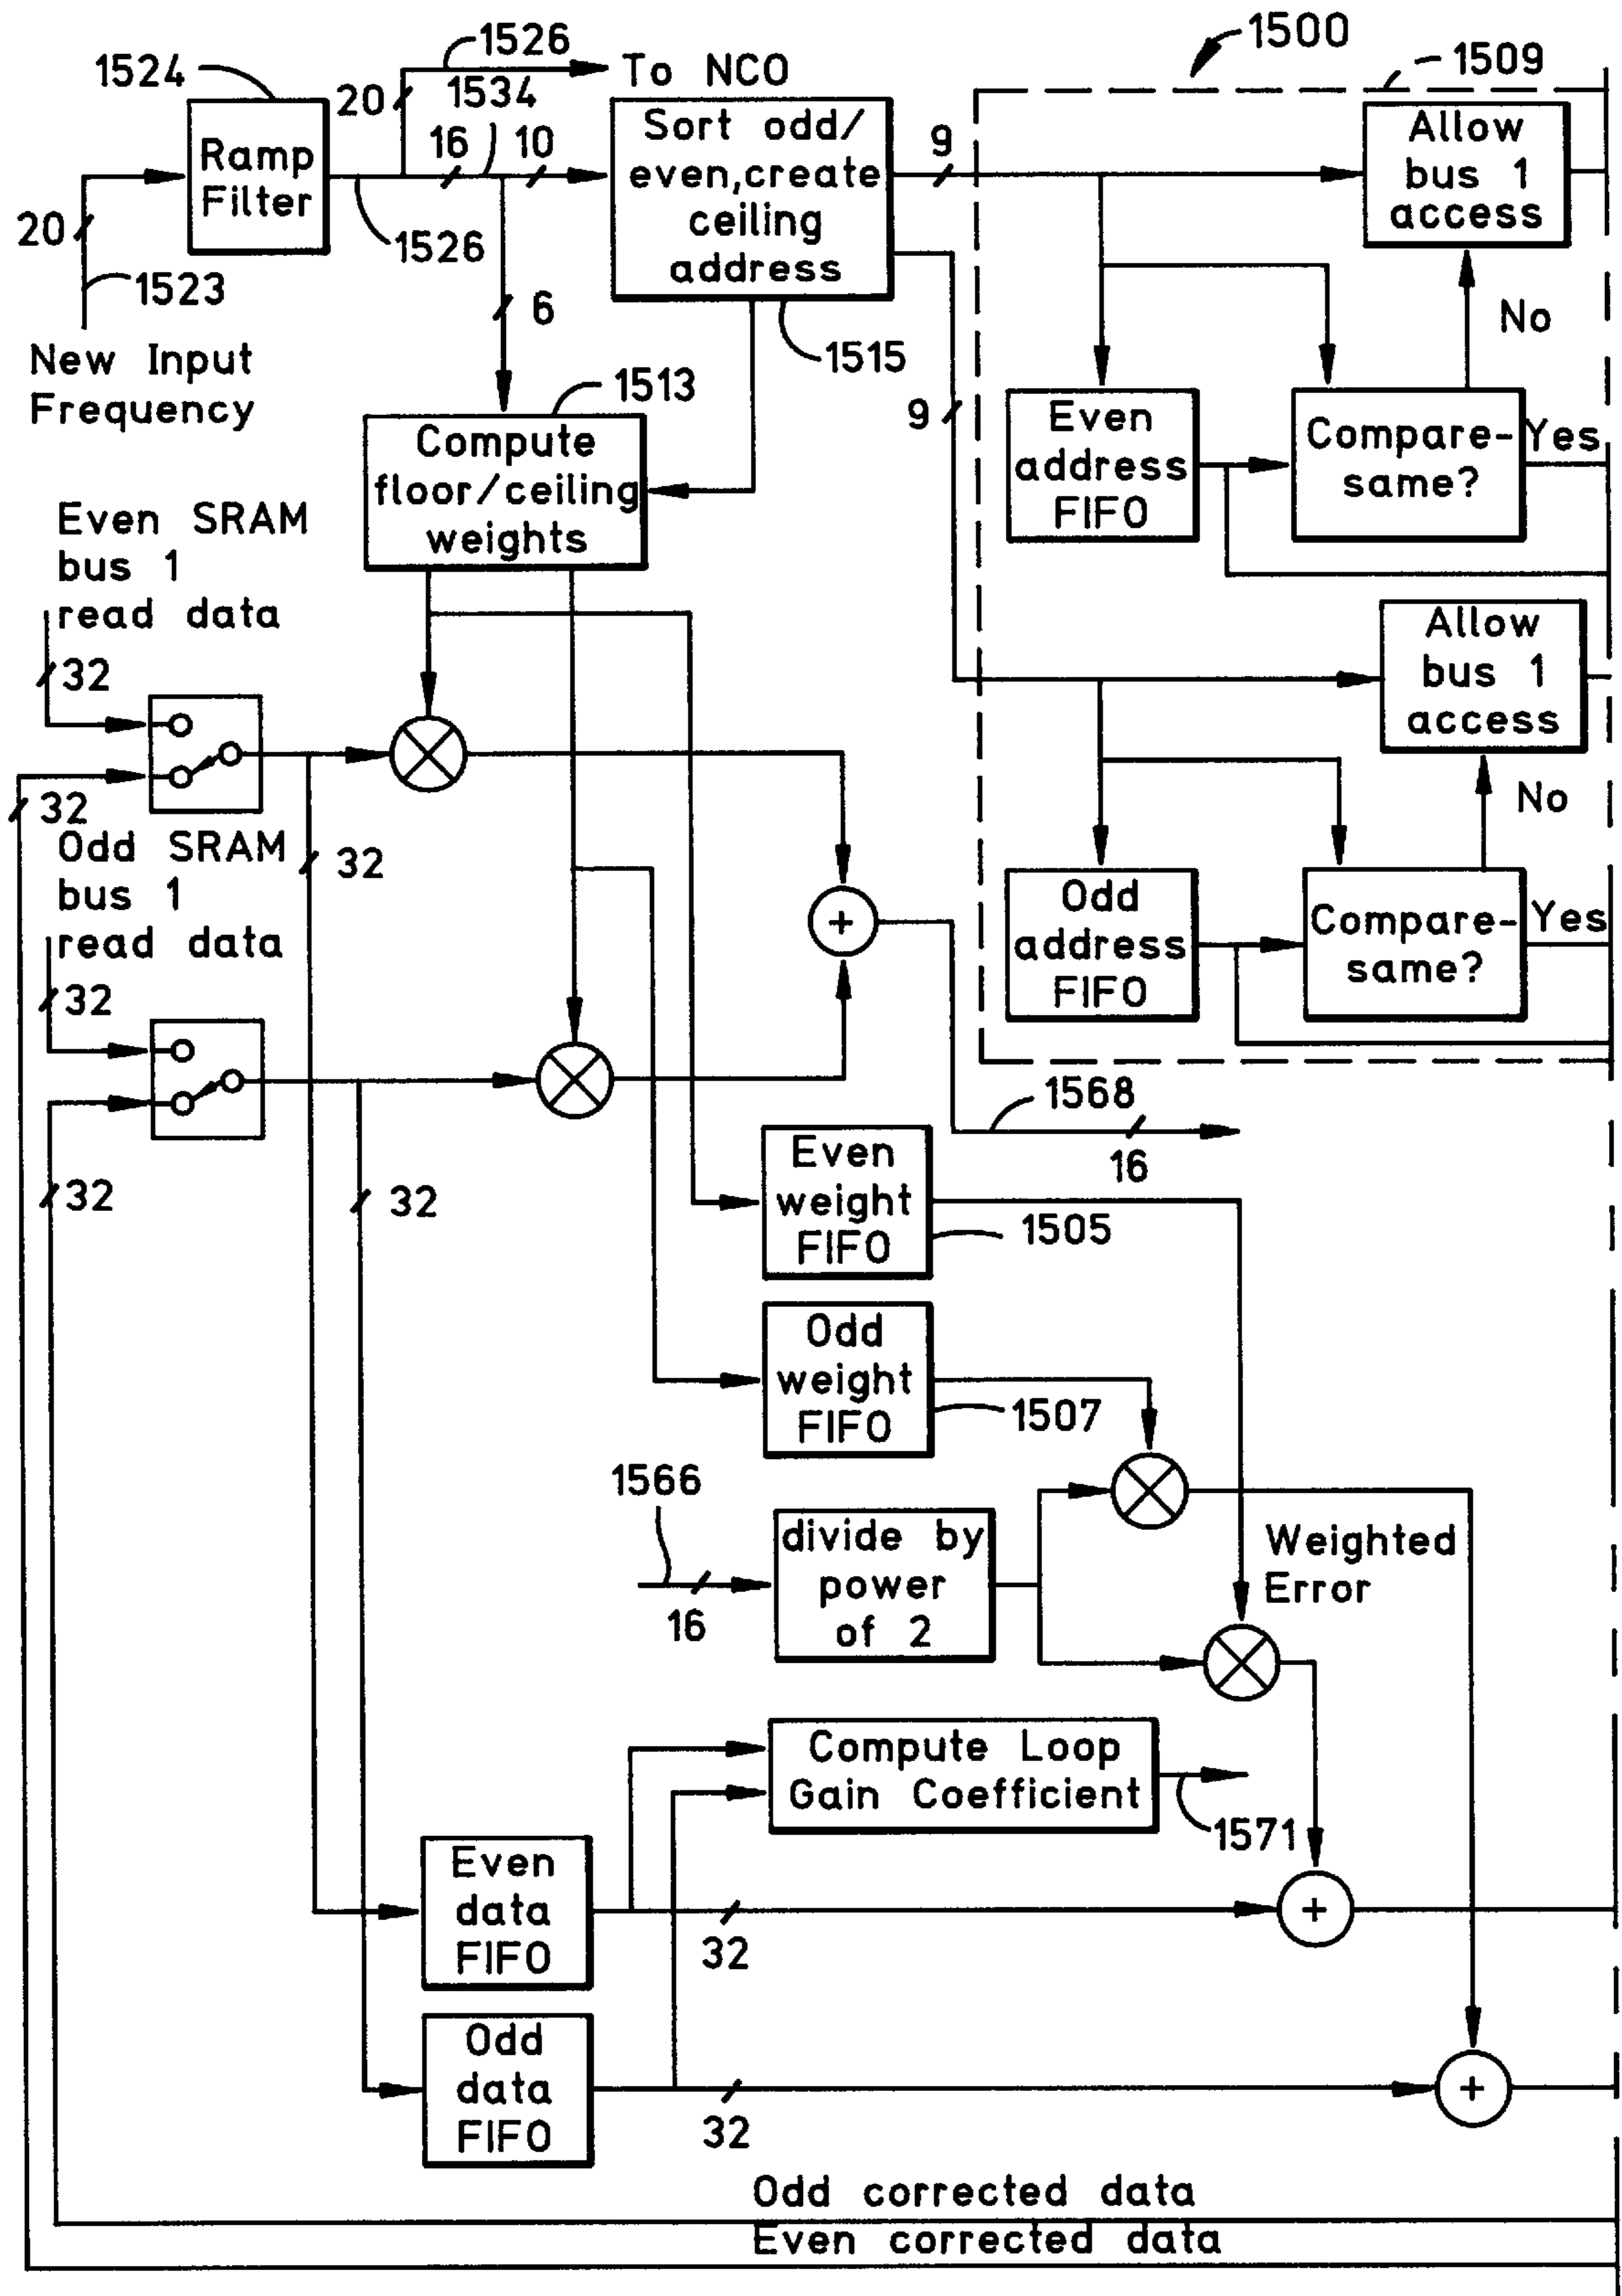 1500
1526
To NCO
1524
1509
20
1534
16
10
Ramp
Filter
Sort odd/
even,create
ceiling
address
9
Allow
bus 1
access
20
1526
1523
6
No
New Input
Frequency
1515
1513
9
Compute
floor/ceiling
weights
Even
address
FIFO
Compare-
same?
Yes
Even SRAM
bus 1
read data
32
Allow
bus 1
access
32
No
Odd SRAM
bus 1
read data
32
32
+
Odd
address
FIFO
Compare-
same?
Yes
1568
16
32
32
Even
weight
FIFO
1505
Odd
weight
FIFO
1507
1566
16
divide by
power
of 2
Weighted
Error
Compute Loop
Gain Coefficient
1571
Even
data
FIFO
32
+
Odd
data
FIFO
32
+
Odd corrected data
Even corrected data